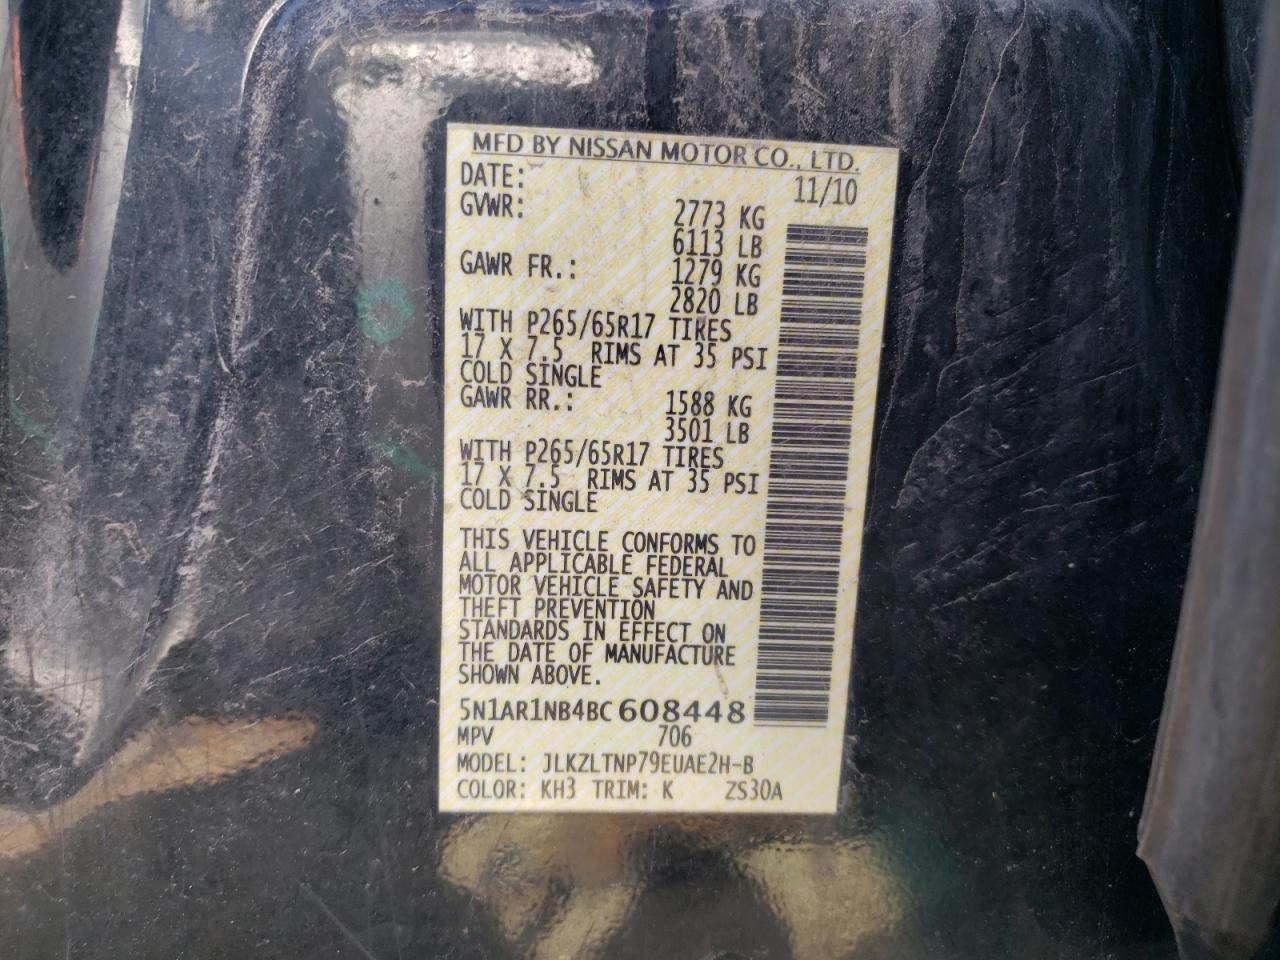 MFD BY NISSAN MOTOR CO., LTD.
DATE: 11/10
GVWR: 2773 KG
6113 LB
GAWR FR.: 1279 KG
2820 LB
WITH P265/65R17 TIRES
17 X 7.5 RIMS AT 35 PSI
COLD SINGLE
GAWR RR.: 1588 KG
3501 LB
WITH P265/65R17 TIRES
17 X 7.5 RIMS AT 35 PSI
COLD SINGLE
THIS VEHICLE CONFORMS TO
ALL APPLICABLE FEDERAL
MOTOR VEHICLE SAFETY AND
THEFT PREVENTION
STANDARDS IN EFFECT ON
THE DATE OF MANUFACTURE
SHOWN ABOVE.
5N1AR1NB4BC608448
MPV 706
MODEL: JLKZLTNP79EUAE2H-B
COLOR: KH3 TRIM: K ZS30A